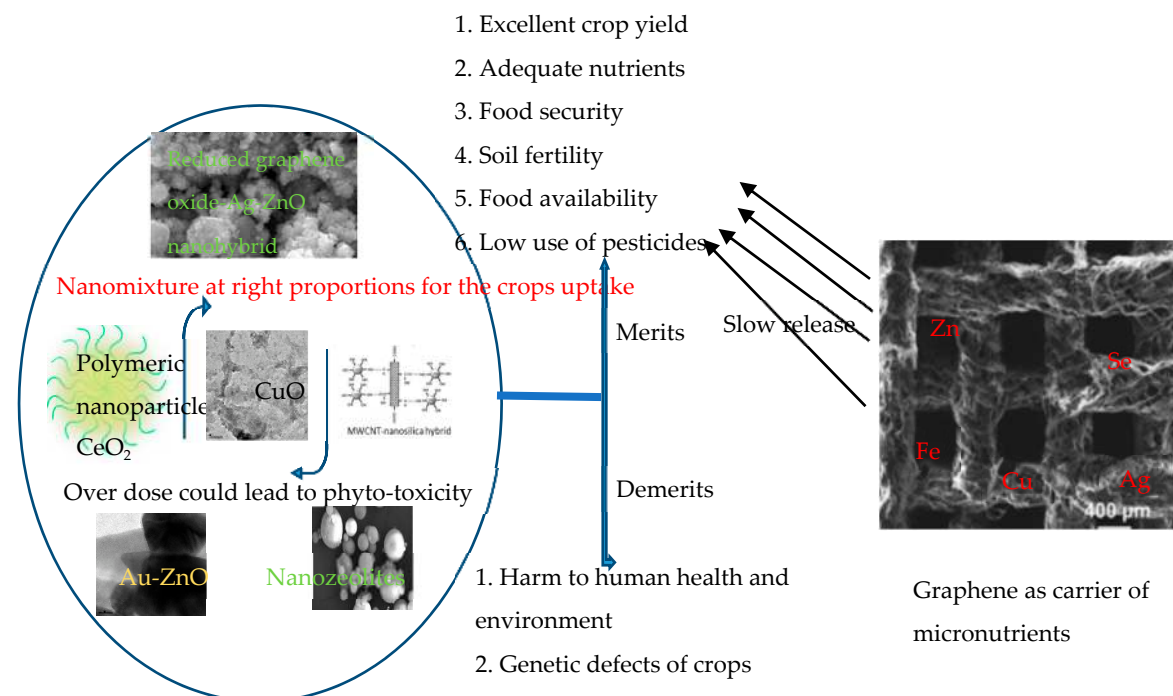 1. Excellent crop yield
2. Adequate nutrients
3. Food security
4. Soil fertility
5. Food availability
6. Low use of pesticides
Reduced graphene
oxide-Ag-ZnO
nanohybrid
Nanomixture at right proportions for the crops uptake
Polymeric
nanoparticle
CeO₂
CuO
MWCNT-nanosilica hybrid
Over dose could lead to phyto-toxicity
Au-ZnO
Nanozeolites
Merits
Demerits
1. Harm to human health and
environment
2. Genetic defects of crops
Slow release
Zn
Se
Fe
Cu
Ag
400 µm
Graphene as carrier of
micronutrients